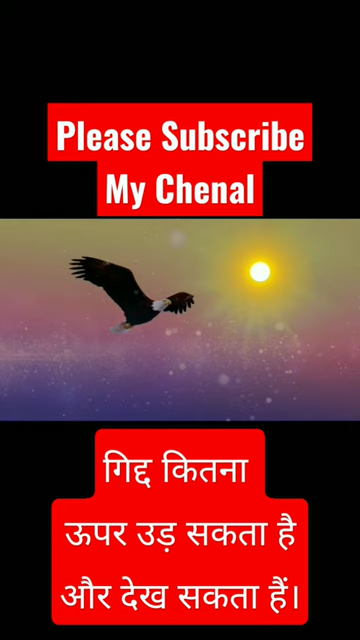 Please Subscribe
My Chenal
गिद्द कितना
ऊपर उड़ सकता है
और देख सकता हैं।